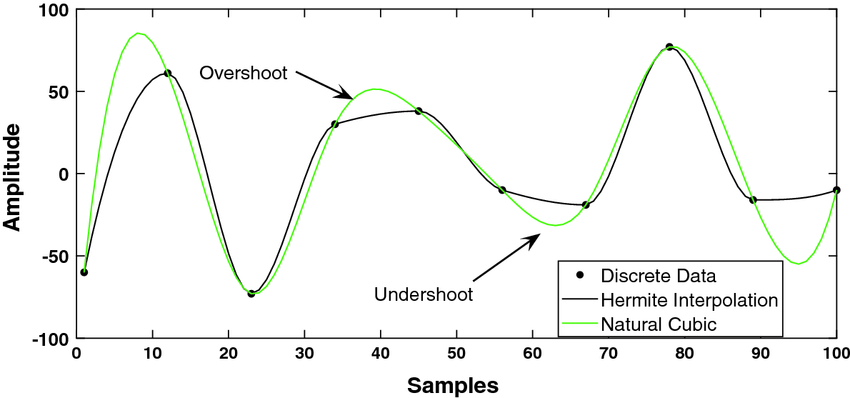 100
50
0
-50
-100
Amplitude
Overshoot
Undershoot
Discrete Data
Hermite Interpolation
Natural Cubic
0 10 20 30 40 50 60 70 80 90 100
Samples